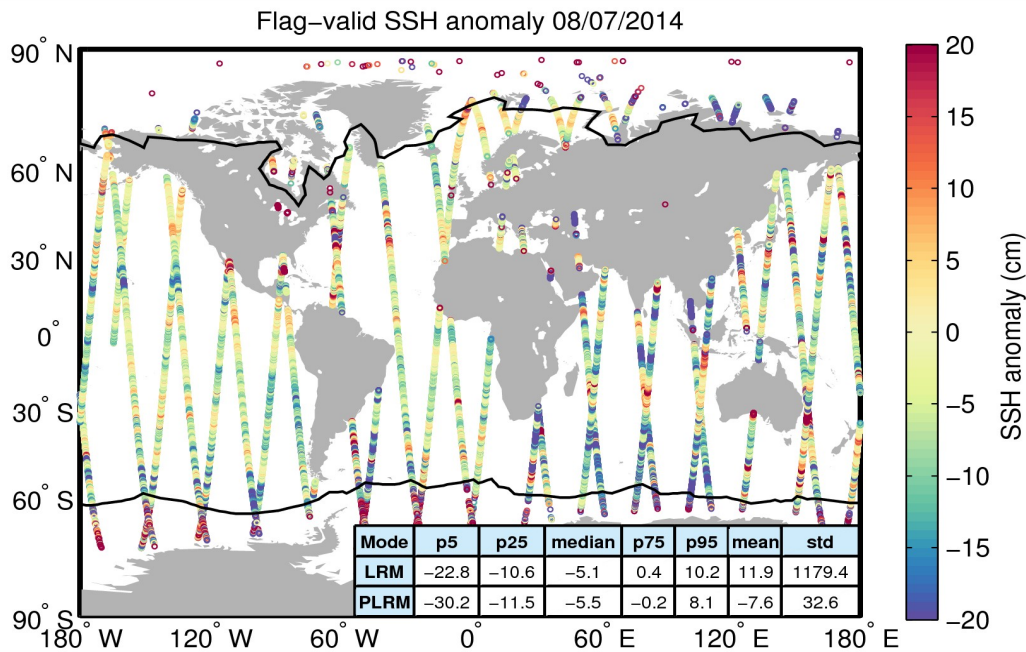 Flag−valid SSH anomaly 08/07/2014
90° N
60° N
30° N
0°
30° S
60° S
90° S
180° W 120° W 60° W 0° 60° E 120° E 180° E
Mode p5 p25 median p75 p95 mean std
LRM −22.8 −10.6 −5.1 0.4 10.2 11.9 1179.4
PLRM −30.2 −11.5 −5.5 −0.2 8.1 −7.6 32.6
20
15
10
5
0
−5
−10
−15
−20
SSH anomaly (cm)